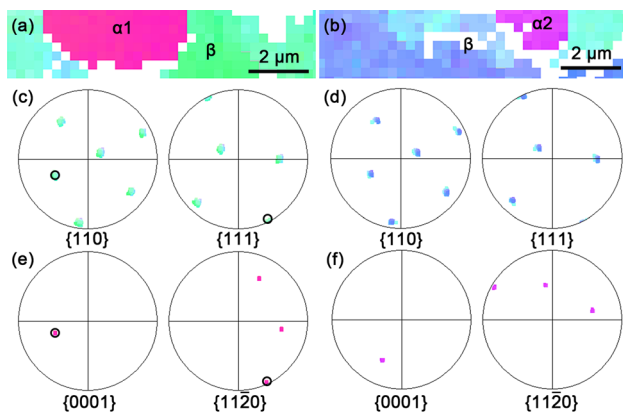 (a) α1 β 2 μm
(b) α2 β 2 μm
(c) {110} {111}
(d) {110} {111}
(e) {0001} {112̄0}
(f) {0001} {112̄0}